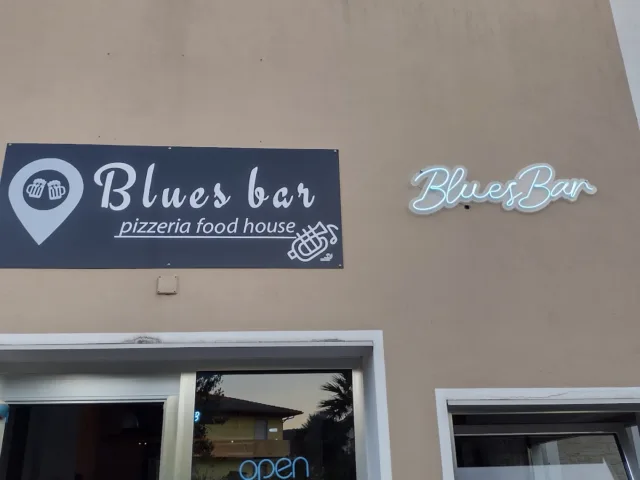 Blues bar
pizzeria food house
BluesBar
open